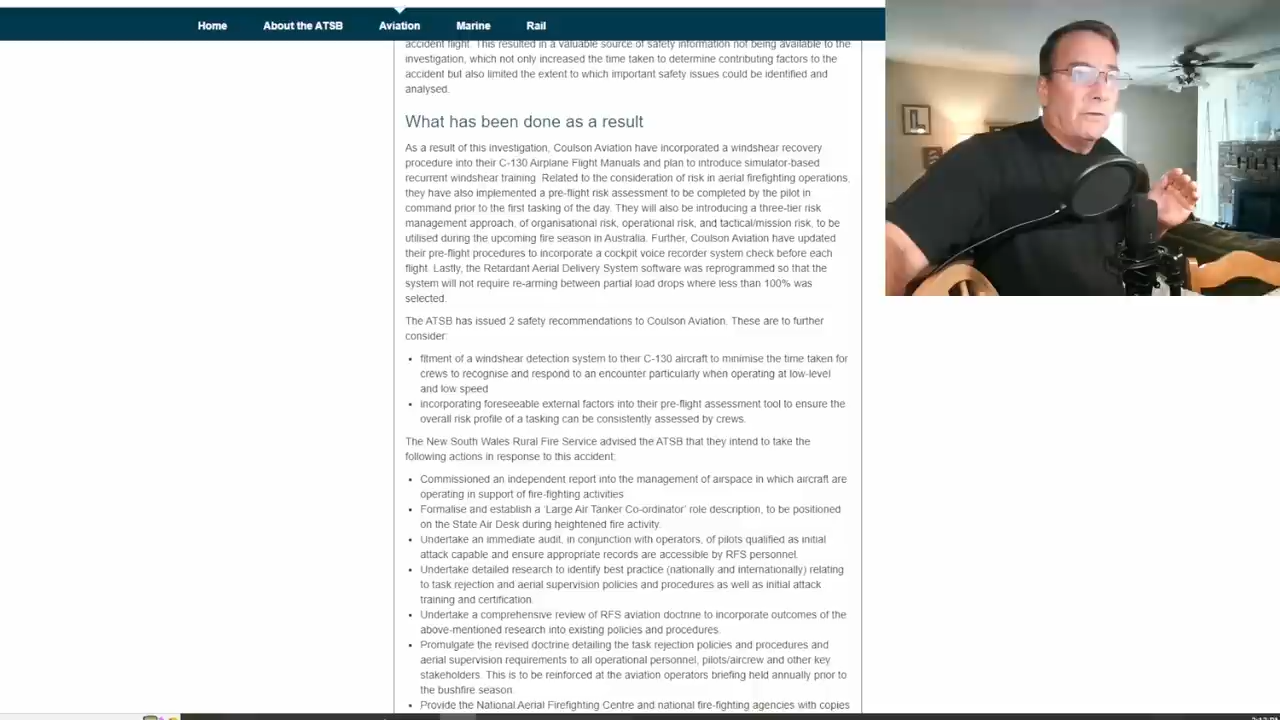 Home About the ATSB Aviation Marine Rail
accident flight. This resulted in a valuable source of safety information not being available to the
investigation, which not only increased the time taken to determine contributing factors to the
accident but also limited the extent to which important safety issues could be identified and
analysed.
What has been done as a result
As a result of this investigation, Coulson Aviation have incorporated a windshear recovery
procedure into their C-130 Airplane Flight Manuals and plan to introduce simulator-based
recurrent windshear training. Related to the consideration of risk in aerial firefighting operations,
they have also implemented a pre-flight risk assessment to be completed by the pilot in
command prior to the first tasking of the day. They will also be introducing a three-tier risk
management approach, of organisational risk, operational risk, and tactical/mission risk, to be
utilised during the upcoming fire season in Australia. Further, Coulson Aviation have updated
their pre-flight procedures to incorporate a cockpit voice recorder system check before each
flight. Lastly, the Retardant Aerial Delivery System software was reprogrammed so that the
system will not require re-arming between partial load drops where less than 100% was
selected.
The ATSB has issued 2 safety recommendations to Coulson Aviation. These are to further
consider:
• fitment of a windshear detection system to their C-130 aircraft to minimise the time taken for
crews to recognise and respond to an encounter particularly when operating at low-level
and low speed
• incorporating foreseeable external factors into their pre-flight assessment tool to ensure the
overall risk profile of a tasking can be consistently assessed by crews.
The New South Wales Rural Fire Service advised the ATSB that they intend to take the
following actions in response to this accident:
• Commissioned an independent report into the management of airspace in which aircraft are
operating in support of fire-fighting activities
• Formalise and establish a 'Large Air Tanker Co-ordinator' role description, to be positioned
on the State Air Desk during heightened fire activity.
• Undertake an immediate audit, in conjunction with operators, of pilots qualified as initial
attack capable and ensure appropriate records are accessible by RFS personnel.
• Undertake detailed research to identify best practice (nationally and internationally) relating
to task rejection and aerial supervision policies and procedures as well as initial attack
training and certification.
• Undertake a comprehensive review of RFS aviation doctrine to incorporate outcomes of the
above-mentioned research into existing policies and procedures.
• Promulgate the revised doctrine detailing the task rejection policies and procedures and
aerial supervision requirements to all operational personnel, pilots/aircrew and other key
stakeholders. This is to be reinforced at the aviation operators briefing held annually prior to
the bushfire season.
• Provide the National Aerial Firefighting Centre and national fire-fighting agencies with copies